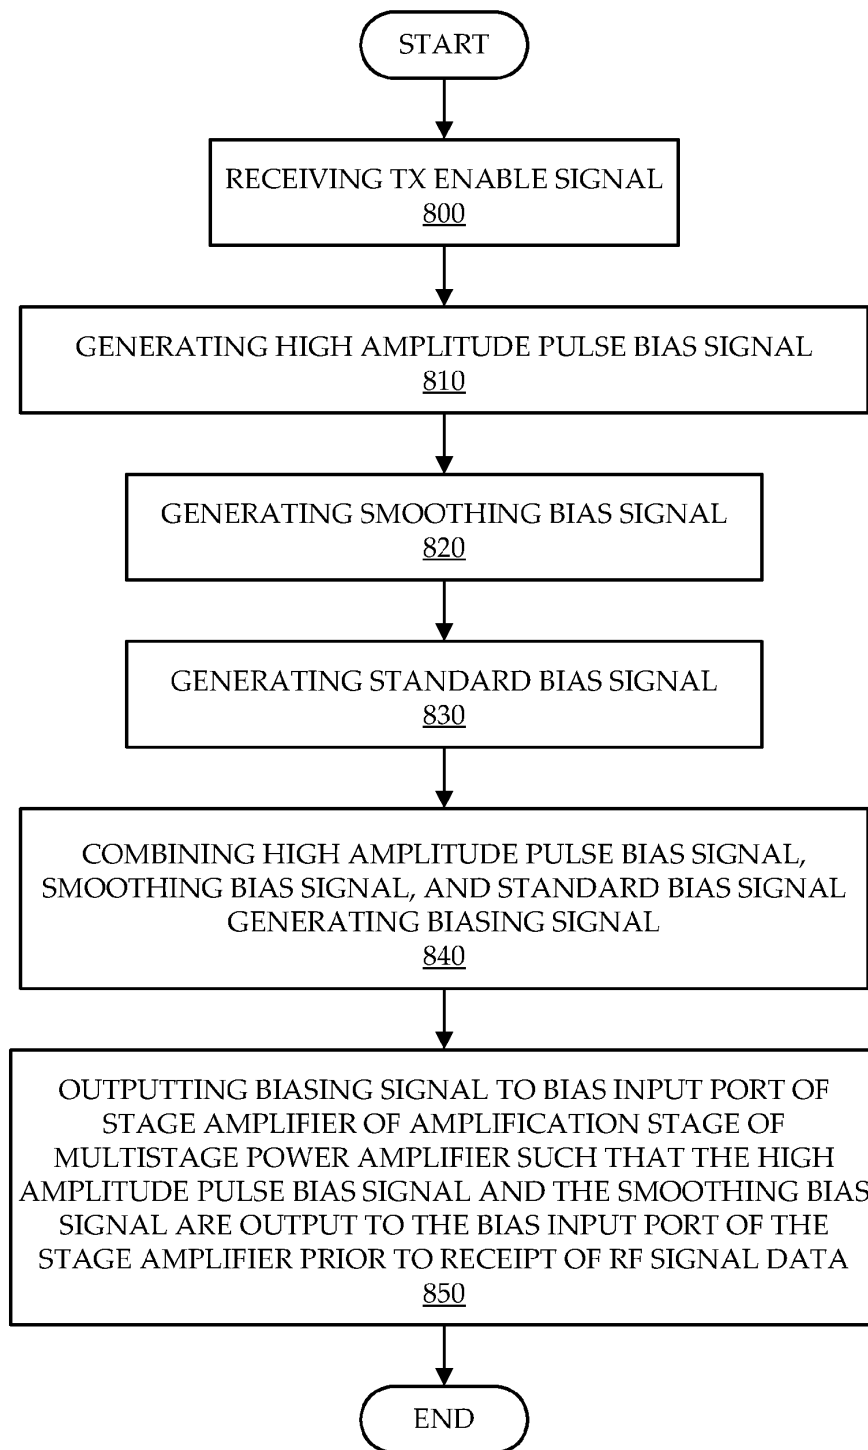 START
RECEIVING TX ENABLE SIGNAL
800
GENERATING HIGH AMPLITUDE PULSE BIAS SIGNAL
810
GENERATING SMOOTHING BIAS SIGNAL
820
GENERATING STANDARD BIAS SIGNAL
830
COMBINING HIGH AMPLITUDE PULSE BIAS SIGNAL,
SMOOTHING BIAS SIGNAL, AND STANDARD BIAS SIGNAL
GENERATING BIASING SIGNAL
840
OUTPUTTING BIASING SIGNAL TO BIAS INPUT PORT OF
STAGE AMPLIFIER OF AMPLIFICATION STAGE OF
MULTISTAGE POWER AMPLIFIER SUCH THAT THE HIGH
AMPLITUDE PULSE BIAS SIGNAL AND THE SMOOTHING BIAS
SIGNAL ARE OUTPUT TO THE BIAS INPUT PORT OF THE
STAGE AMPLIFIER PRIOR TO RECEIPT OF RF SIGNAL DATA
850
END